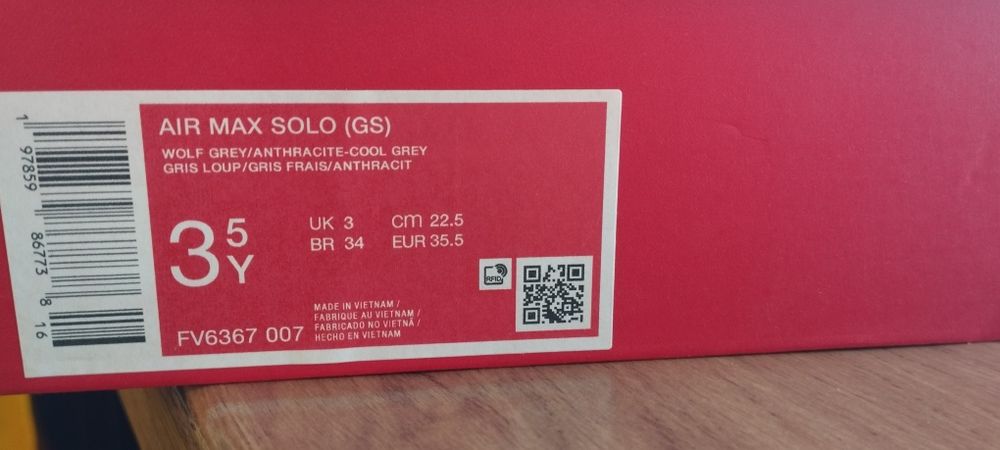 AIR MAX SOLO (GS)
WOLF GREY/ANTHRACITE-COOL GREY
GRIS LOUP/GRIS FRAIS/ANTHRACIT
3 5Y
UK 3 CM 22.5
BR 34 EUR 35.5
RFID
FV6367 007
MADE IN VIETNAM /
FABRIQUE AU VIETNAM /
FABRICADO NO VIETNÃ /
HECHO EN VIETNAM
1 97859 86773 8 16